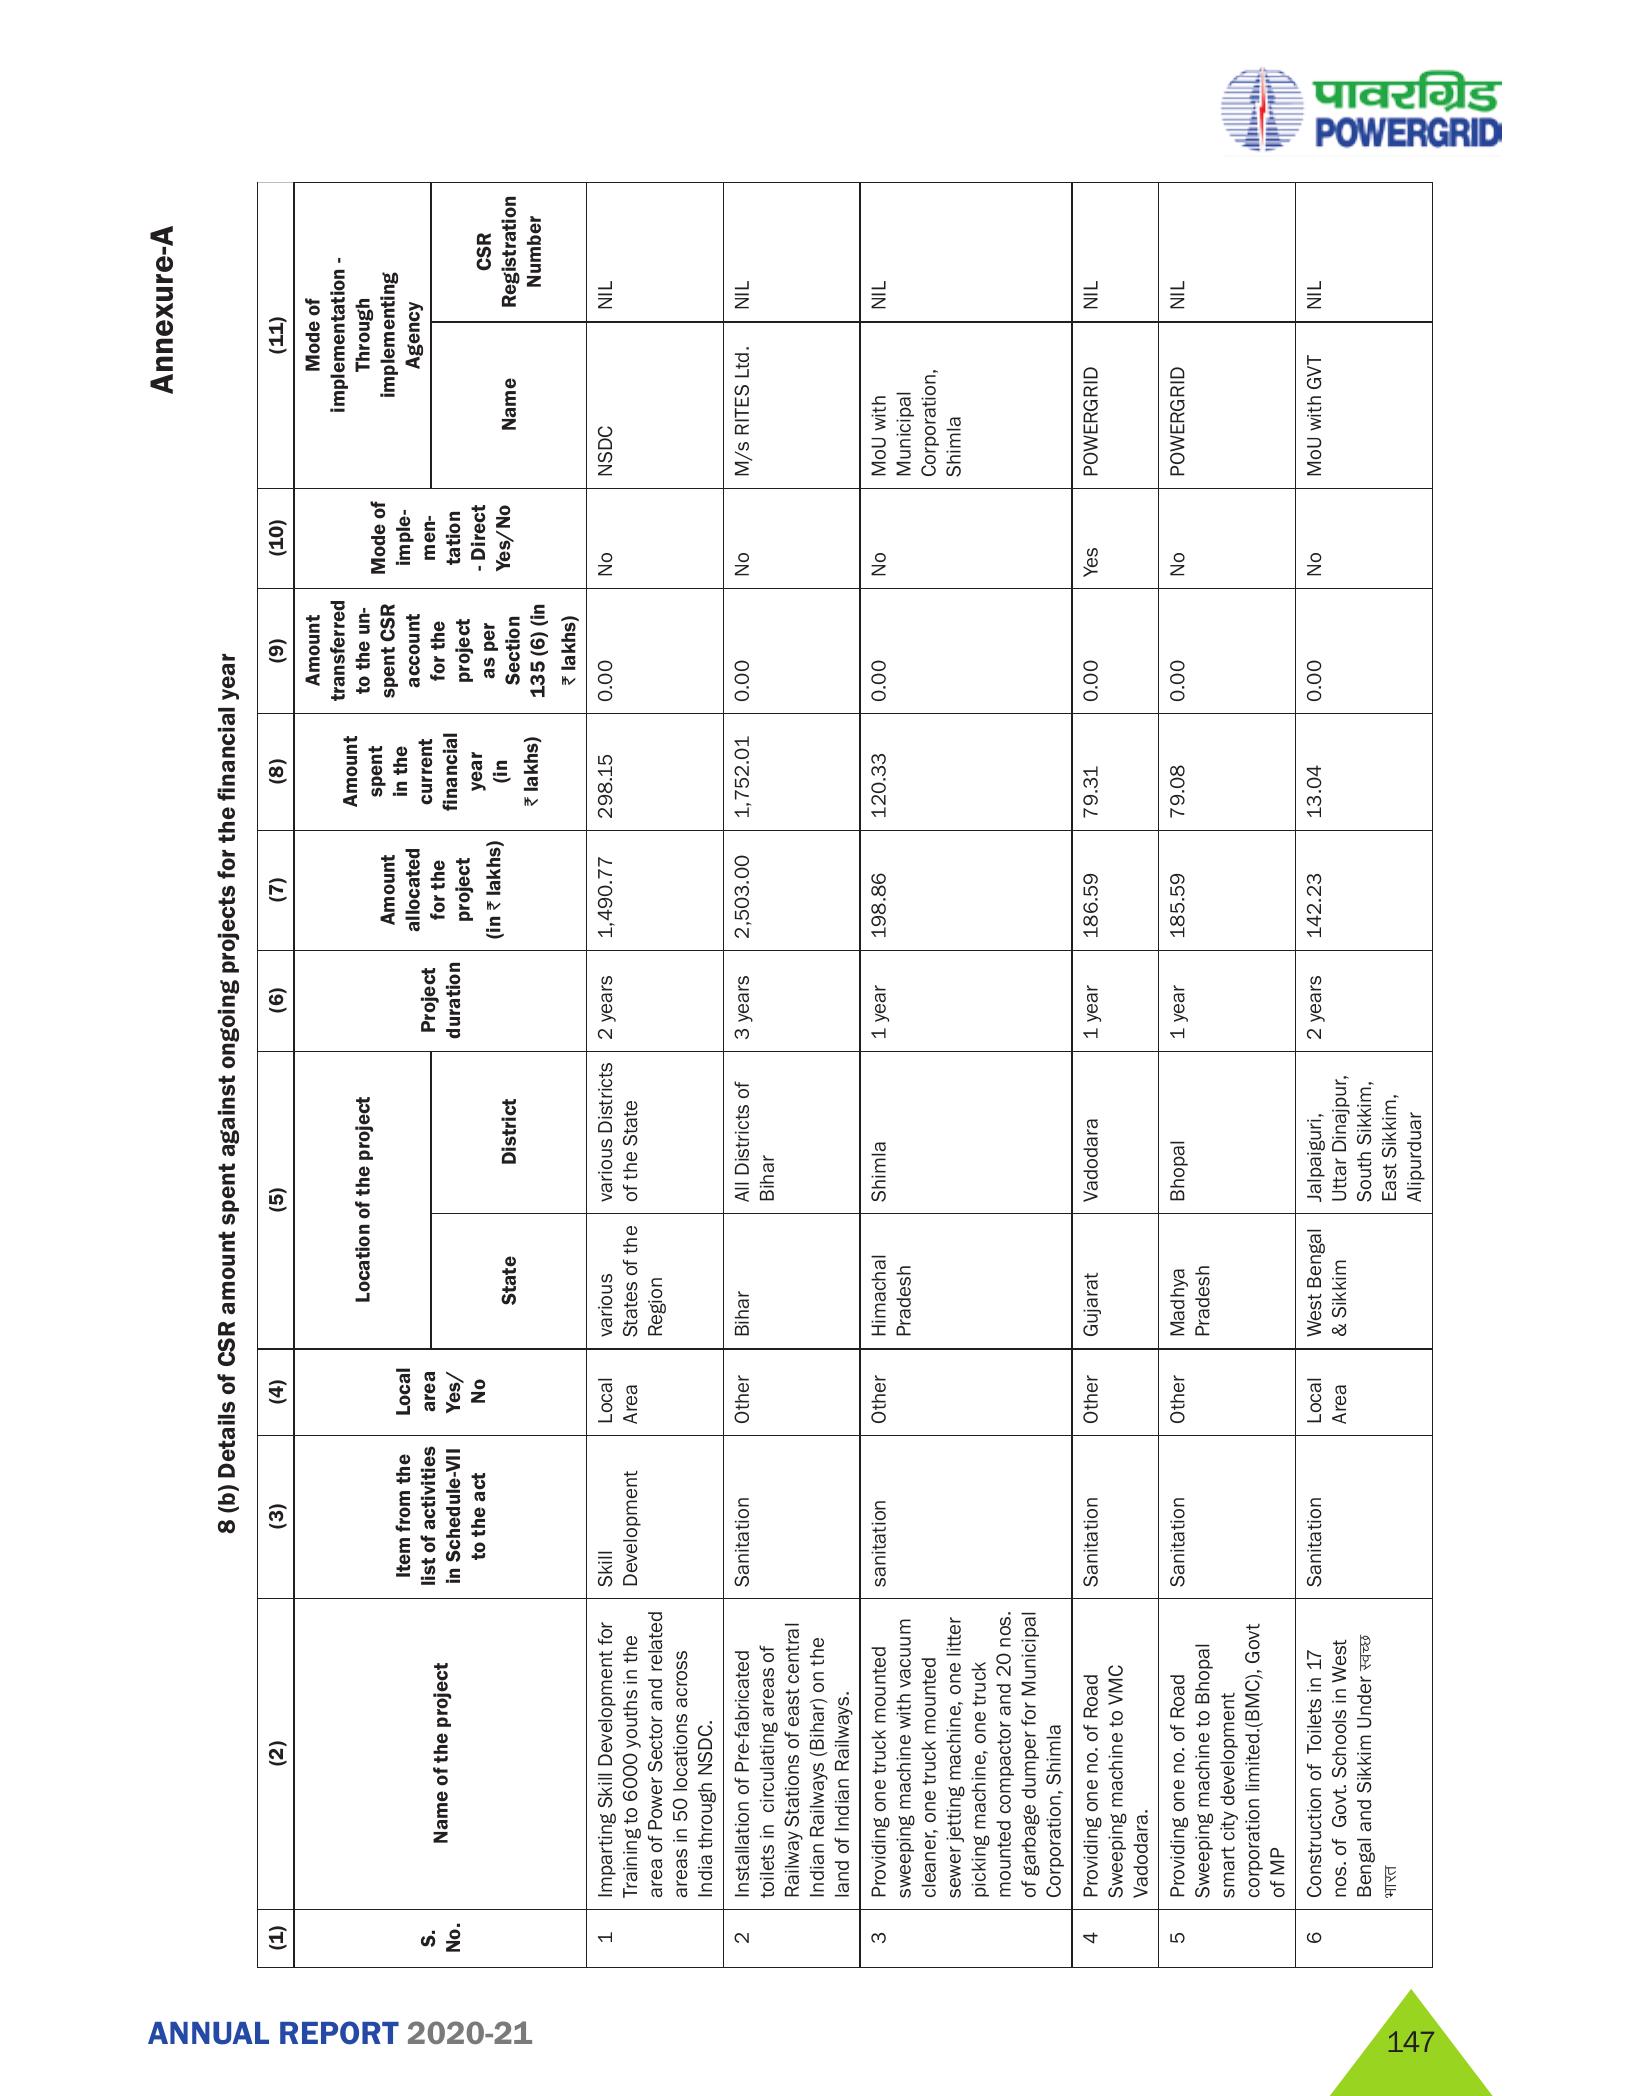 पावरग्रिड
POWERGRID
Annexure-A
8 (b) Details of CSR amount spent against ongoing projects for the financial year
(1)
(2)
(3)
(4)
(5)
(6)
(7)
(8)
(9)
(10)
(11)
S.
No.
Name of the project
Item from the
list of activities
in Schedule-VII
to the act
Local
area
Yes/
No
Location of the project
Project
duration
Amount
allocated
for the
project
(in ₹ lakhs)
Amount
spent
in the
current
financial
year
(in
₹ lakhs)
Amount
transferred
to the un-
spent CSR
account
for the
project
as per
Section
135 (6) (in
₹ lakhs)
Mode of
imple-
men-
tation
- Direct
Yes/No
Mode of
implementation -
Through
implementing
Agency
State
District
Name
CSR
Registration
Number
1
Imparting Skill Development for
Training to 6000 youths in the
area of Power Sector and related
areas in 50 locations across
India through NSDC.
Skill
Development
Local
Area
various
States of the
Region
various Districts
of the State
2 years
1,490.77
298.15
0.00
No
NSDC
NIL
2
Installation of Pre-fabricated
toilets in circulating areas of
Railway Stations of east central
Indian Railways (Bihar) on the
land of Indian Railways.
Sanitation
Other
Bihar
All Districts of
Bihar
3 years
2,503.00
1,752.01
0.00
No
M/s RITES Ltd.
NIL
3
Providing one truck mounted
sweeping machine with vacuum
cleaner, one truck mounted
sewer jetting machine, one litter
picking machine, one truck
mounted compactor and 20 nos.
of garbage dumper for Municipal
Corporation, Shimla
sanitation
Other
Himachal
Pradesh
Shimla
1 year
198.86
120.33
0.00
No
MoU with
Municipal
Corporation,
Shimla
NIL
4
Providing one no. of Road
Sweeping machine to VMC
Vadodara.
Sanitation
Other
Gujarat
Vadodara
1 year
186.59
79.31
0.00
Yes
POWERGRID
NIL
5
Providing one no. of Road
Sweeping machine to Bhopal
smart city development
corporation limited.(BMC), Govt
of MP
Sanitation
Other
Madhya
Pradesh
Bhopal
1 year
185.59
79.08
0.00
No
POWERGRID
NIL
6
Construction of Toilets in 17
nos. of Govt. Schools in West
Bengal and Sikkim Under स्वच्छ
भारत
Sanitation
Local
Area
West Bengal
& Sikkim
Jalpaiguri,
Uttar Dinajpur,
South Sikkim,
East Sikkim,
Alipurduar
2 years
142.23
13.04
0.00
No
MoU with GVT
NIL
ANNUAL REPORT 2020-21
147